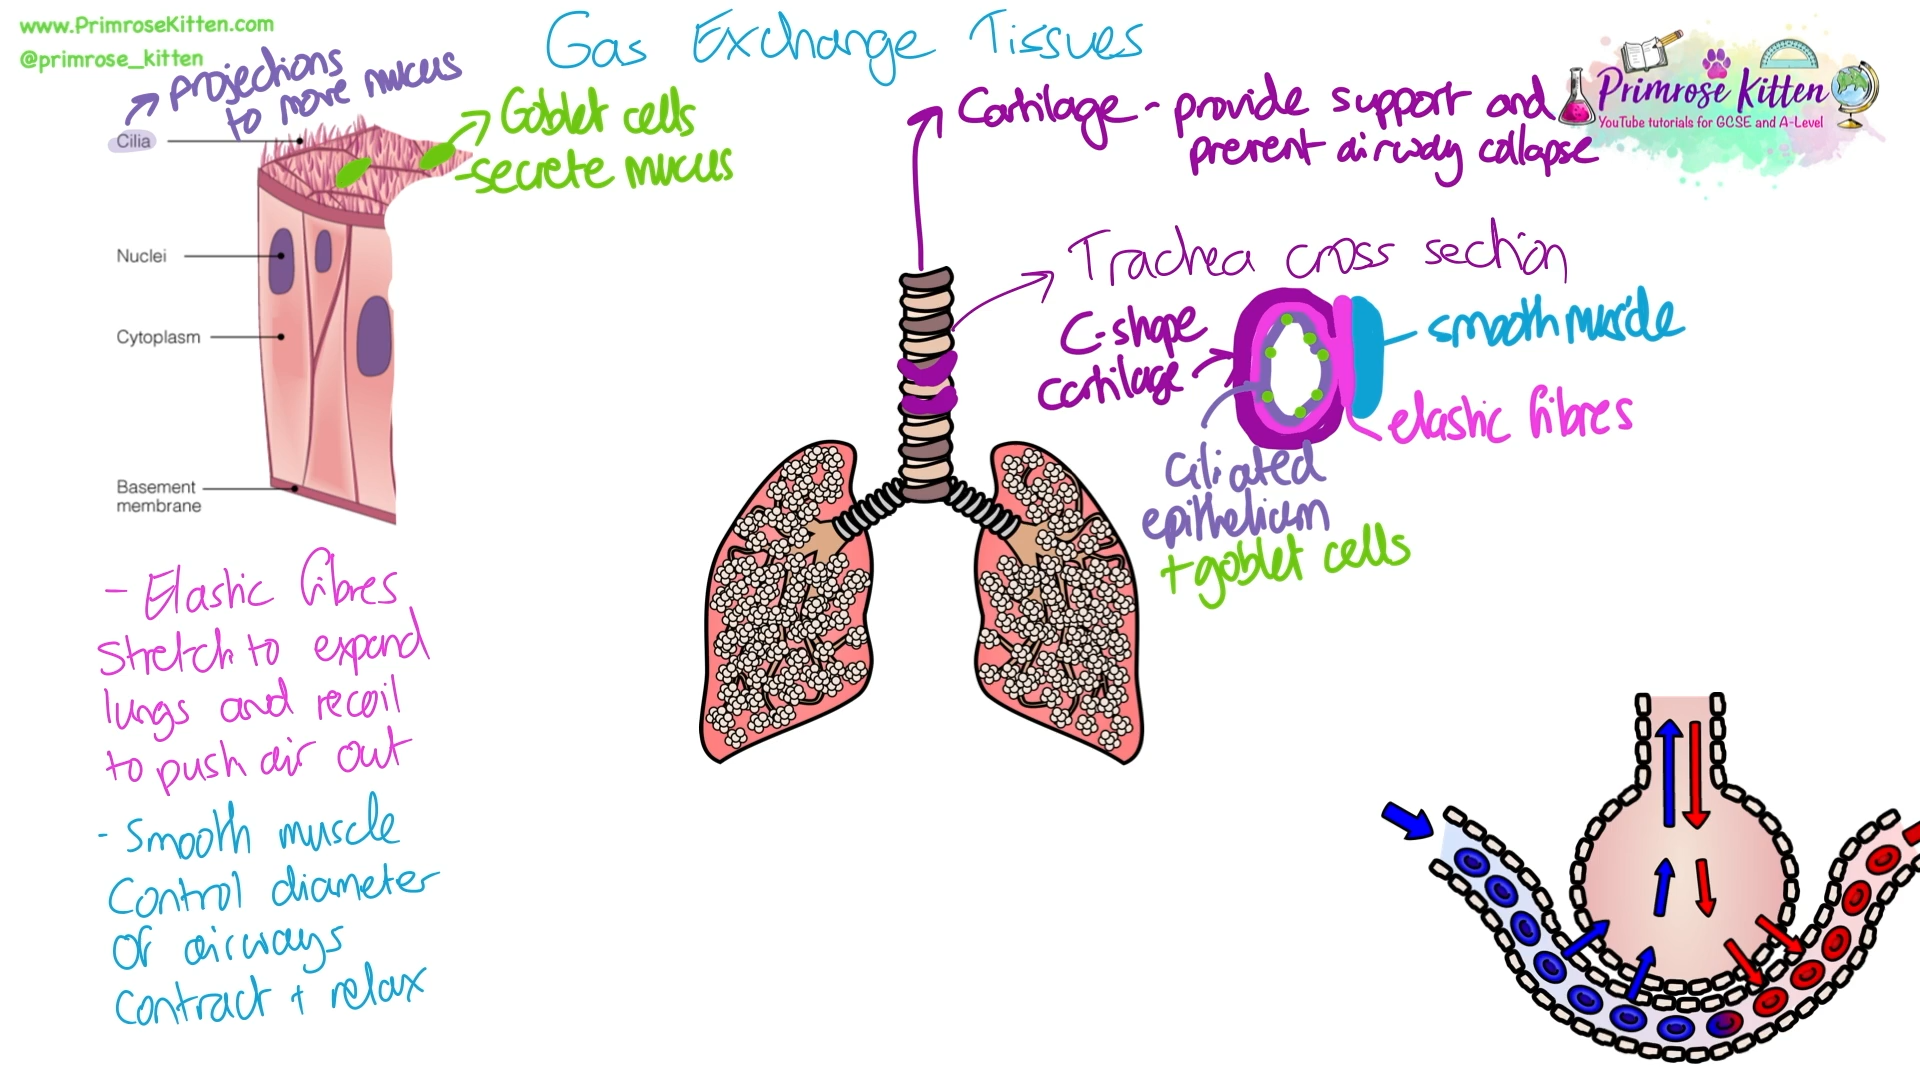 www.PrimroseKitten.com
@primrose_kitten
Gas Exchange Tissues
Primrose Kitten
YouTube tutorials for GCSE and A-Level
projections
to move mucus
Cilia
Goblet cells
-secrete mucus
Nuclei
Cytoplasm
Basement
membrane
Cartilage - provide support and
prevent airway collapse
Trachea cross section
C-shape
cartilage
smooth muscle
elastic fibres
Ciliated
epithelium
+goblet cells
- Elastic fibres
stretch to expand
lungs and recoil
to push air out
- Smooth muscle
Control diameter
of airways
Contract + relax